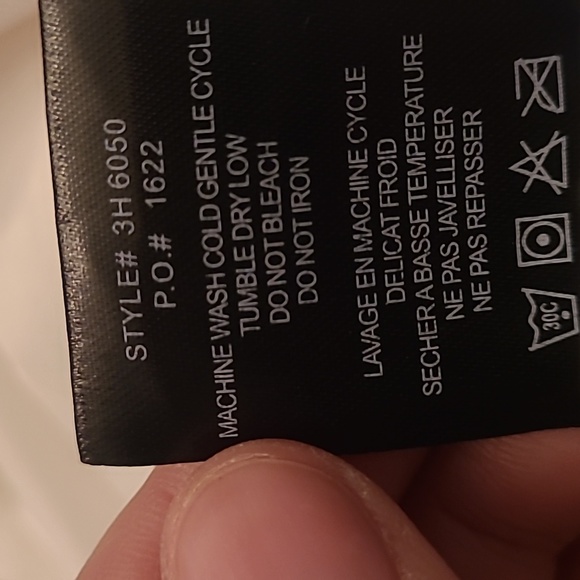 STYLE# 3H 6050
P.O.# 1622
MACHINE WASH COLD GENTLE CYCLE
TUMBLE DRY LOW
DO NOT BLEACH
DO NOT IRON
LAVAGE EN MACHINE CYCLE
DELICAT FROID
SECHER A BASSE TEMPERATURE
NE PAS JAVELLISER
NE PAS REPASSER
30C